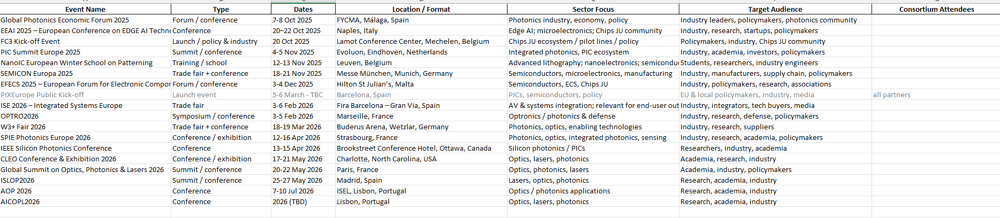 Event Name Type Dates Location / Format Sector Focus Target Audience Consortium Attendees
Global Photonics Economic Forum 2025 Forum / conference 7-8 Oct 2025 FYCMA, Málaga, Spain Photonics industry, economy, policy Industry leaders, policymakers, photonics community
EEAI 2025 – European Conference on EDGE AI Techno Conference 20–22 Oct 2025 Naples, Italy Edge AI; microelectronics; Chips JU community Industry, research, startups, policymakers
FC3 Kick-off Event Launch / policy & industry 20 Oct 2025 Lamot Conference Center, Mechelen, Belgium Chips JU ecosystem / pilot lines / policy Policymakers, industry, Chips JU community
PIC Summit Europe 2025 Summit / conference 4-5 Nov 2025 Evoluon, Eindhoven, Netherlands Integrated photonics, PIC ecosystem Industry, academia, investors, policymakers
NanoIC European Winter School on Patterning Training / school 12-13 Nov 2025 Leuven, Belgium Advanced lithography; nanoelectronics; semicondu Students, researchers, industry engineers
SEMICON Europa 2025 Trade fair + conference 18-21 Nov 2025 Messe München, Munich, Germany Semiconductors, microelectronics, manufacturing Industry, manufacturers, supply chain, policymakers
EFECS 2025 – European Forum for Electronic Compor Forum / conference 3-4 Dec 2025 Hilton St Julian’s, Malta Semiconductors, ECS, Chips JU Industry, policymakers, research, associations
PIXEurope Public Kick-off Launch event 5-6 March - TBC Barcelona, Spain PICs, semiconductors, policy EU & local policymakers, industry, media all partners
ISE 2026 – Integrated Systems Europe Trade fair 3-6 Feb 2026 Fira Barcelona – Gran Via, Spain AV & systems integration; relevant for end-user out Industry, integrators, tech buyers, media
OPTRO2026 Symposium / conference 3-5 Feb 2026 Marseille, France Optronics / photonics & defense Industry, research, defense, policymakers
W3+ Fair 2026 Trade fair + conference 18-19 Mar 2026 Buderus Arena, Wetzlar, Germany Photonics, optics, enabling technologies Industry, research, suppliers
SPIE Photonics Europe 2026 Conference / exhibition 12-16 Apr 2026 Strasbourg, France Photonics, optics, integrated photonics, sensing Industry, research, academia, policymakers
IEEE Silicon Photonics Conference Conference 13-15 Apr 2026 Brookstreet Conference Hotel, Ottawa, Canada Silicon photonics / PICs Researchers, industry, academia
CLEO Conference & Exhibition 2026 Conference / exhibition 17-21 May 2026 Charlotte, North Carolina, USA Optics, lasers, photonics Academia, research, industry
Global Summit on Optics, Photonics & Lasers 2026 Summit / conference 20-22 May 2026 Paris, France Optics, photonics, lasers Academia, industry, policymakers
ISLOP2026 Summit / conference 25-27 May 2026 Madrid, Spain Lasers, optics, photonics Research, academia, industry
AOP 2026 Conference 7-10 Jul 2026 ISEL, Lisbon, Portugal Optics / photonics applications Research, academia, industry
AICOPL2026 Conference 2026 (TBD) Lisbon, Portugal Optics, lasers, photonics Research, academia, industry